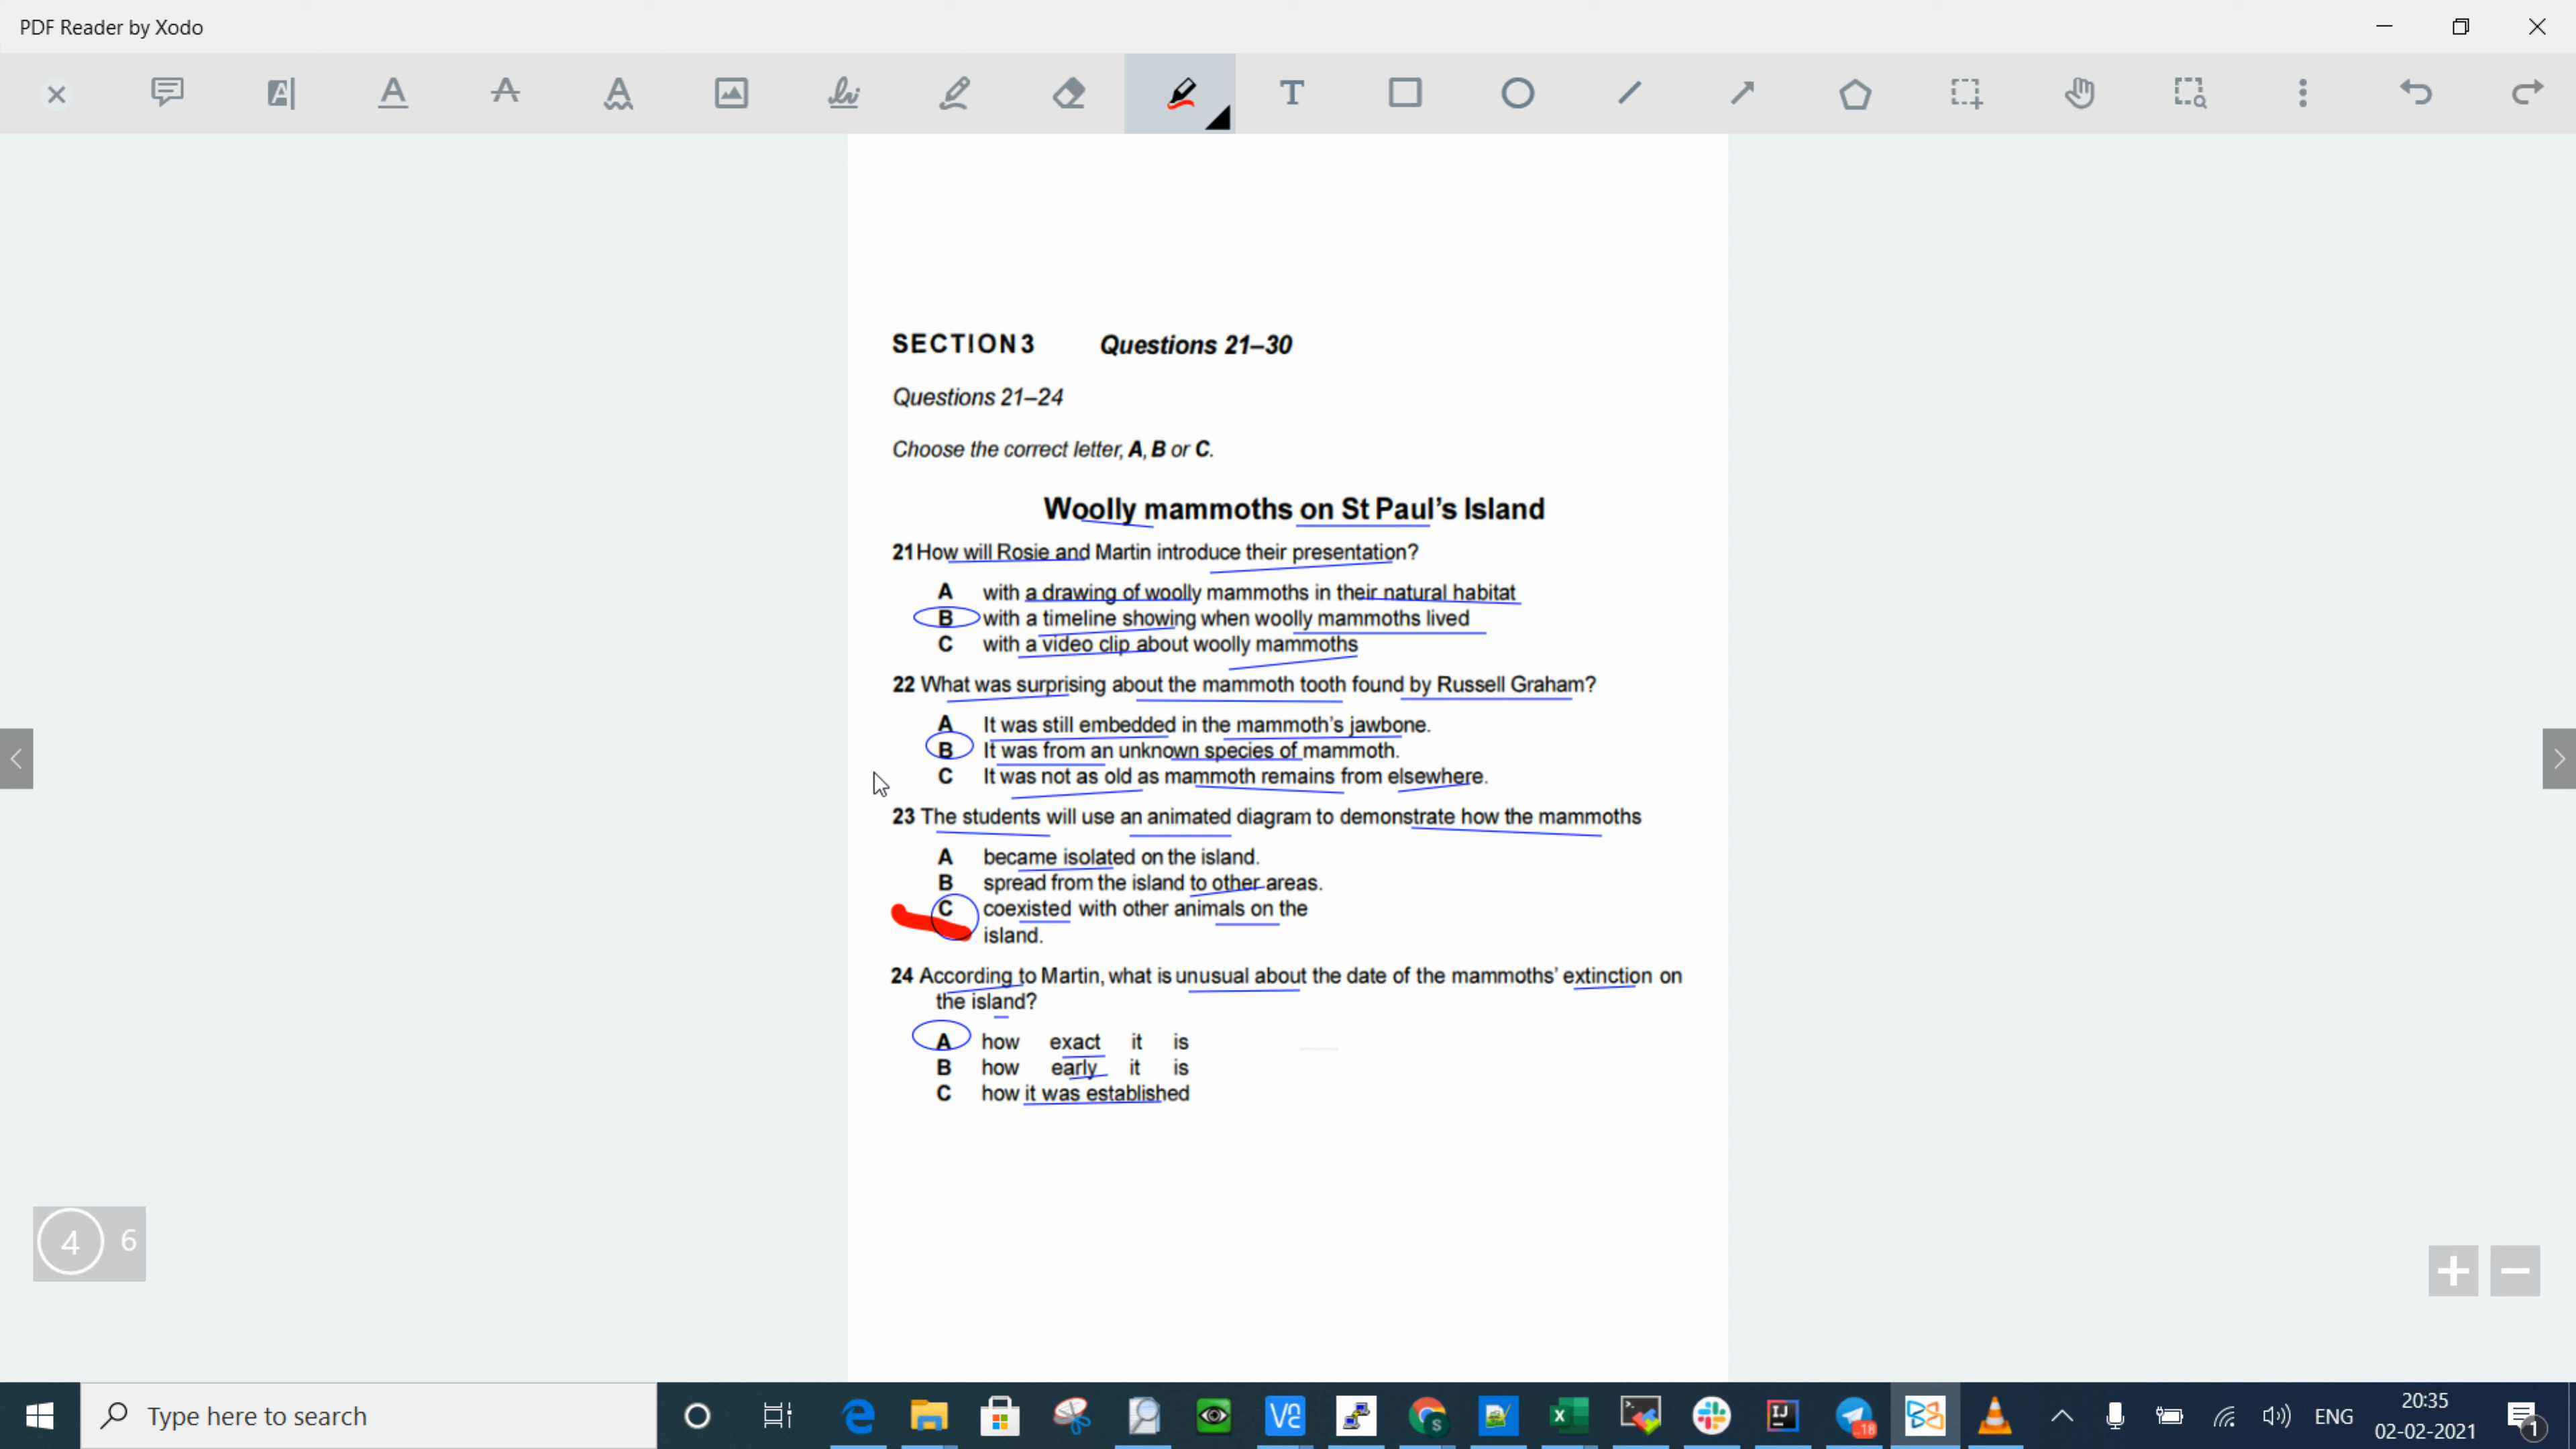 PDF Reader by Xodo
SECTION 3 Questions 21–30
Questions 21–24
Choose the correct letter, A, B or C.
Woolly mammoths on St Paul's Island
21 How will Rosie and Martin introduce their presentation?
A with a drawing of woolly mammoths in their natural habitat
B with a timeline showing when woolly mammoths lived
C with a video clip about woolly mammoths
22 What was surprising about the mammoth tooth found by Russell Graham?
A It was still embedded in the mammoth's jawbone.
B It was from an unknown species of mammoth.
C It was not as old as mammoth remains from elsewhere.
23 The students will use an animated diagram to demonstrate how the mammoths
A became isolated on the island.
B spread from the island to other areas.
C coexisted with other animals on the
island.
24 According to Martin, what is unusual about the date of the mammoths' extinction on
the island?
A how exact it is
B how early it is
C how it was established
4 6
Type here to search
18
ENG
20:35
02-02-2021
1